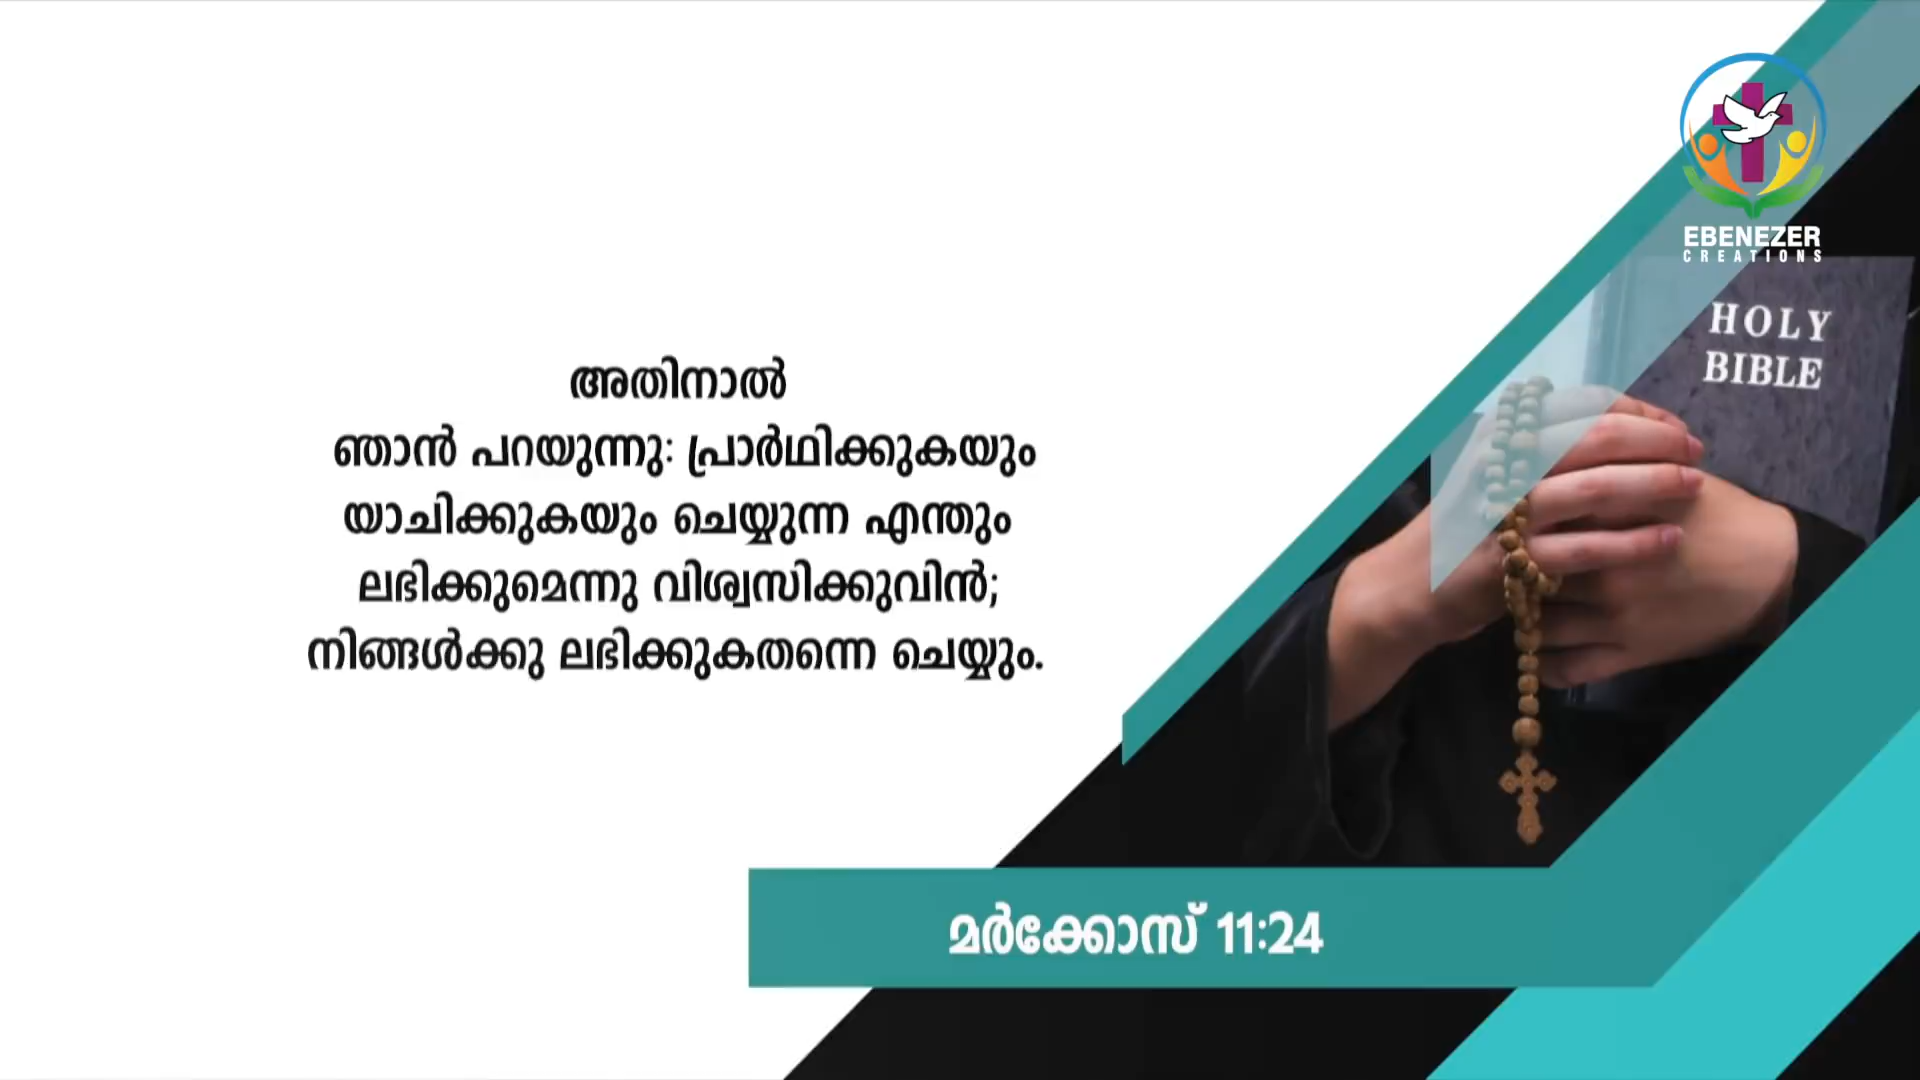 EBENEZER
CREATIONS
HOLY
BIBLE
അതിനാൽ
ഞാൻ പറയുന്നു: പ്രാർഥിക്കുകയും
യാചിക്കുകയും ചെയ്യുന്ന എന്തും
ലഭിക്കുമെന്നു വിശ്വസിക്കുവിൻ;
നിങ്ങൾക്കു ലഭിക്കുകതന്നെ ചെയ്യും.
മർക്കോസ് 11:24